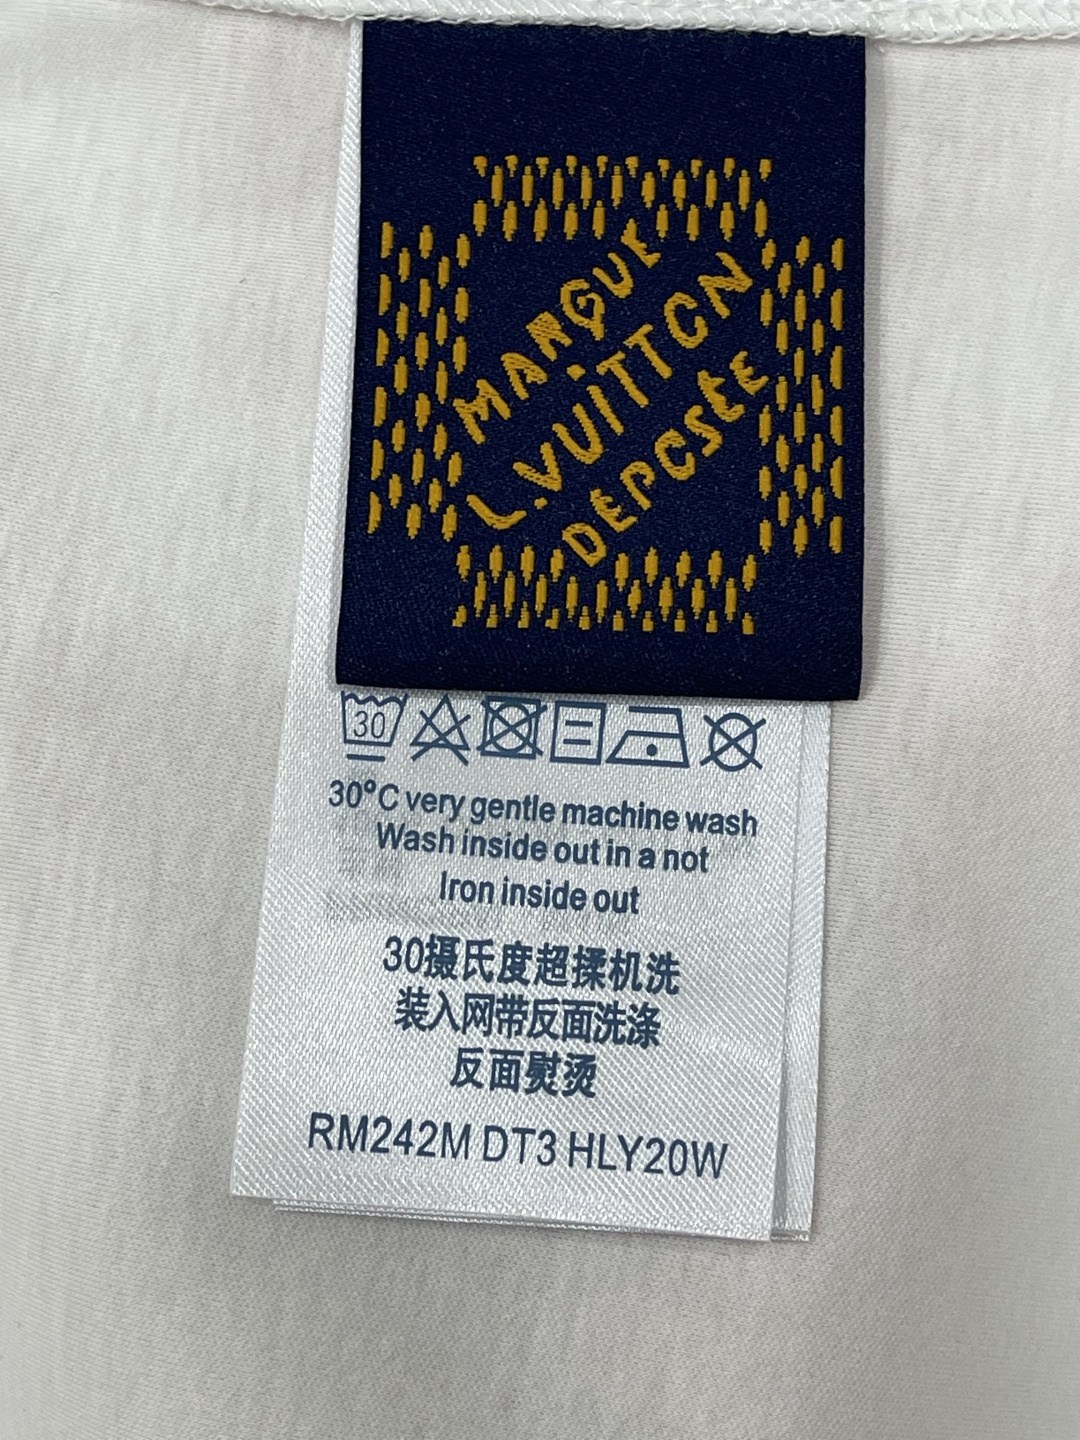 MARQUE
L.VUITTON
DÉPOSTE
30
30°C very gentle machine wash
Wash inside out in a not
Iron inside out
30摄氏度超揉机洗
装入网带反面洗涤
反面熨烫
RM242M DT3 HLY20W